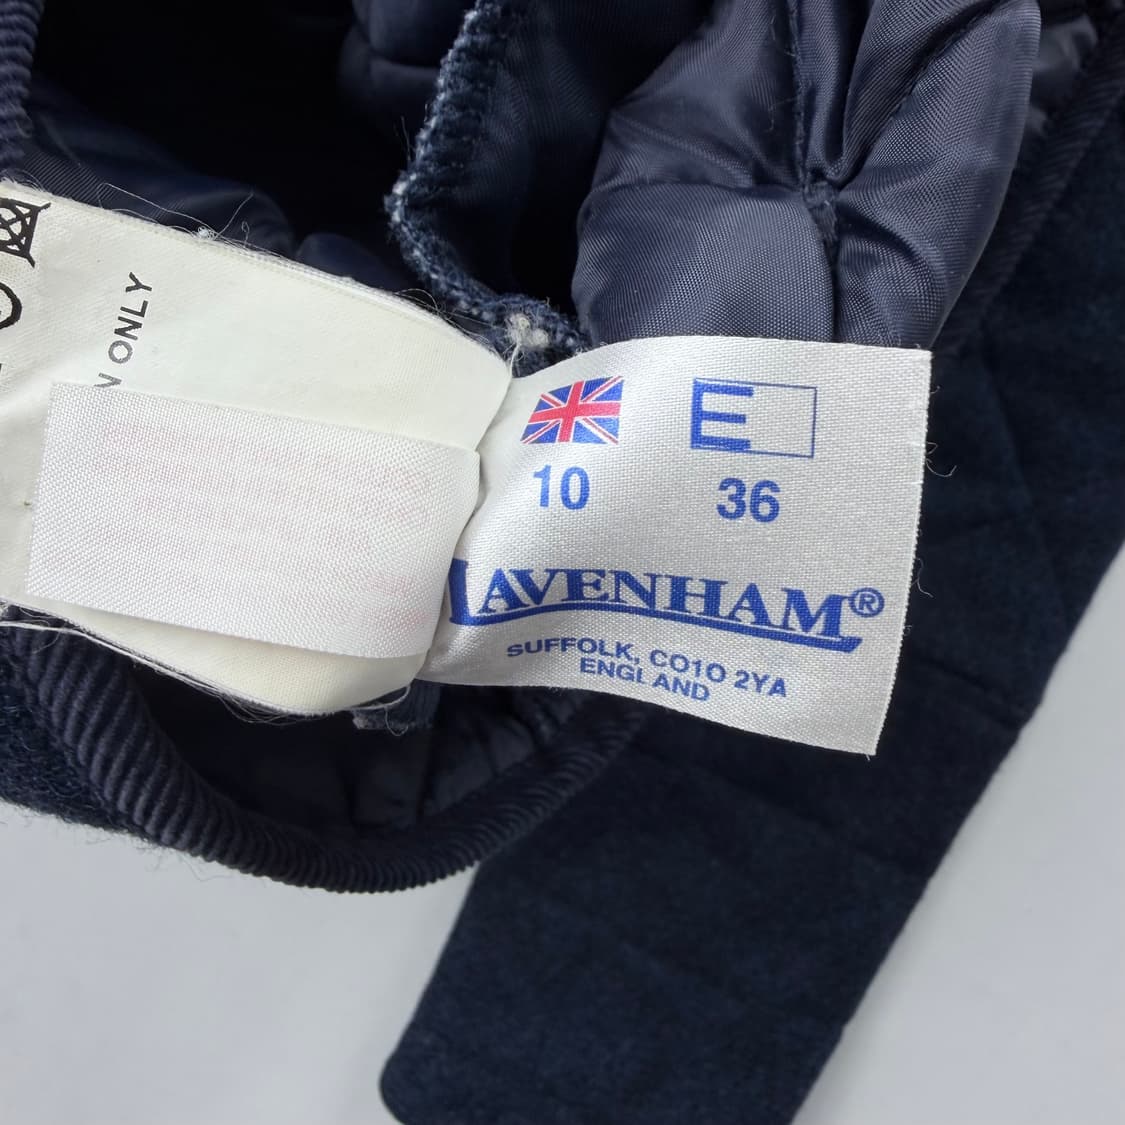 ONLY
E
10 36
LAVENHAM®
SUFFOLK, CO10 2YA
ENGLAND